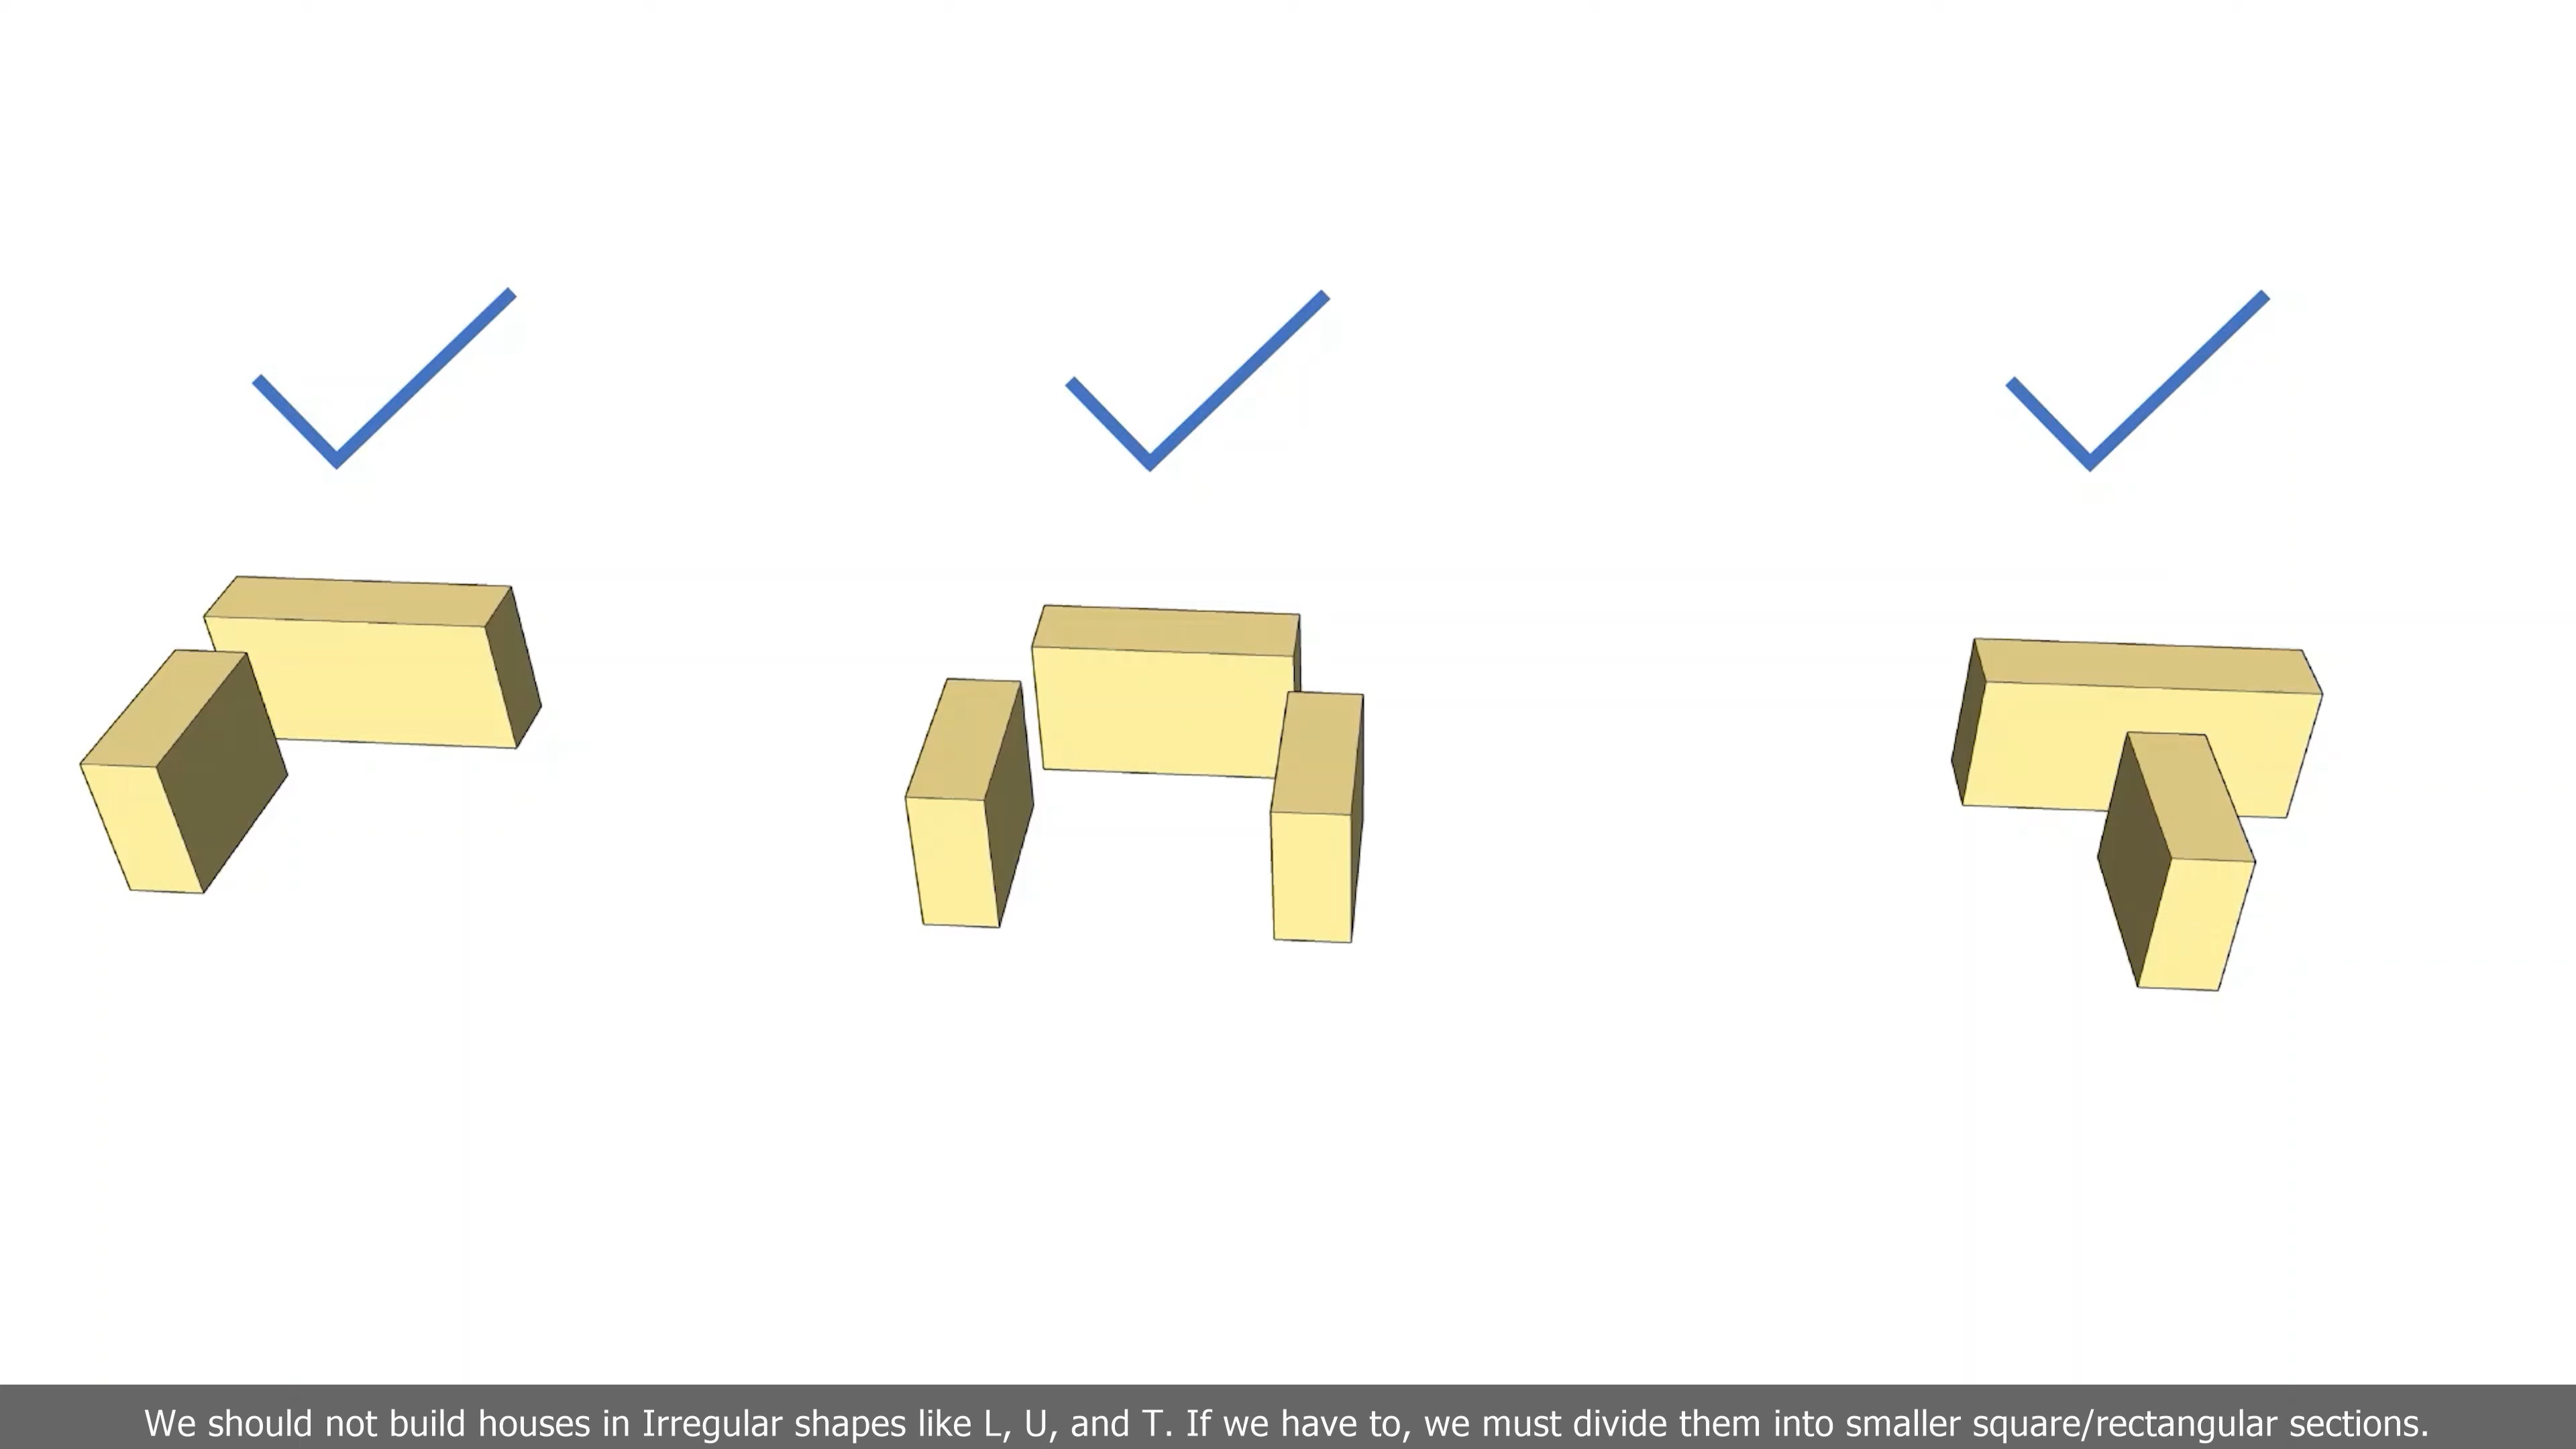 We should not build houses in Irregular shapes like L, U, and T. If we have to, we must divide them into smaller square/rectangular sections.